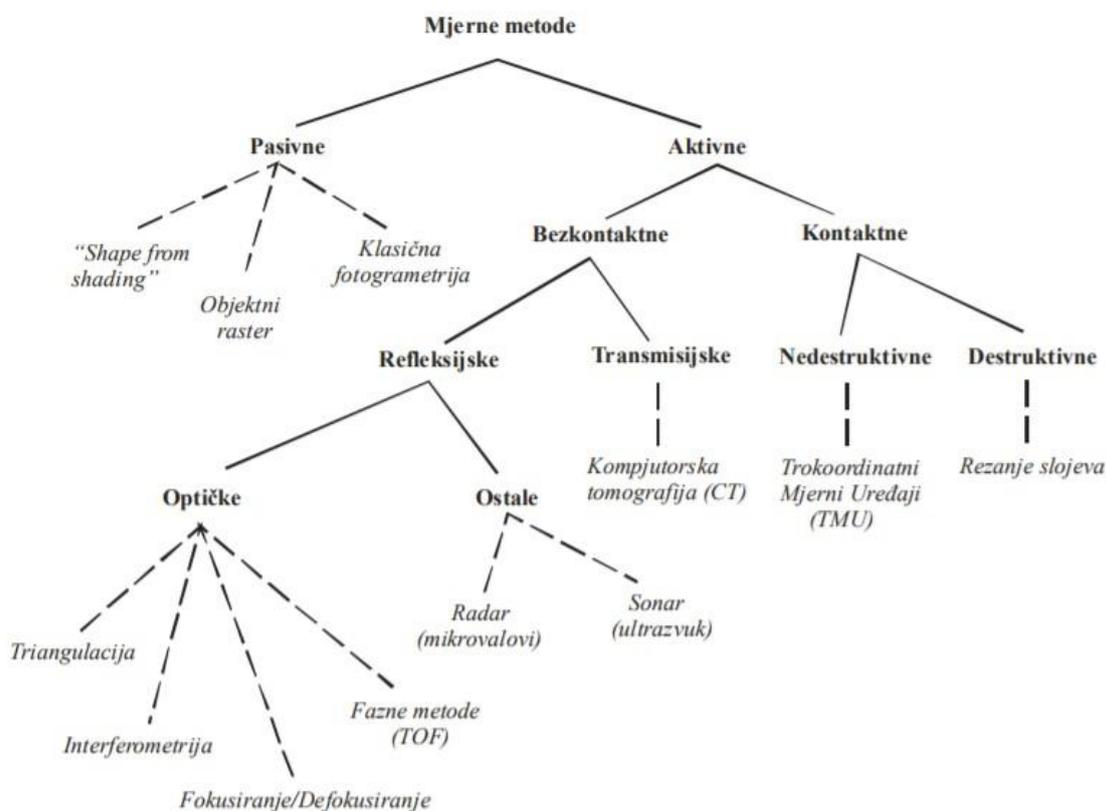 Mjerne metode
Pasivne
Aktivne
“Shape from
shading”
Objektni
raster
Klasična
fotogrametrija
Bezkontaktne
Kontaktne
Refleksijske
Transmisijske
Nedestruktivne
Destruktivne
Kompjutorska
tomografija (CT)
Trokoordinatni
Mjerni Uređaji
(TMU)
Rezanje slojeva
Optičke
Ostale
Radar
(mikrovalovi)
Sonar
(ultrazvuk)
Triangulacija
Interferometrija
Fokusiranje/Defokusiranje
Fazne metode
(TOF)